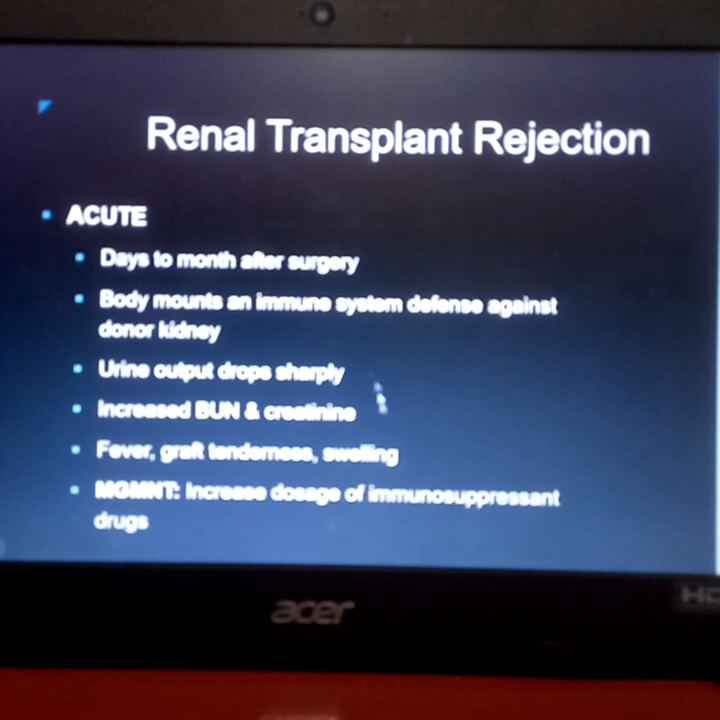 Renal Transplant Rejection
ACUTE
Days to month after surgery
Body mounts an immune system defense against
donor kidney
Urine output drops sharply
Increased BUN & creatinine
Fever, graft tenderness, swelling
MGMNT: Increase dosage of immunosuppressant
drugs
acer
HD